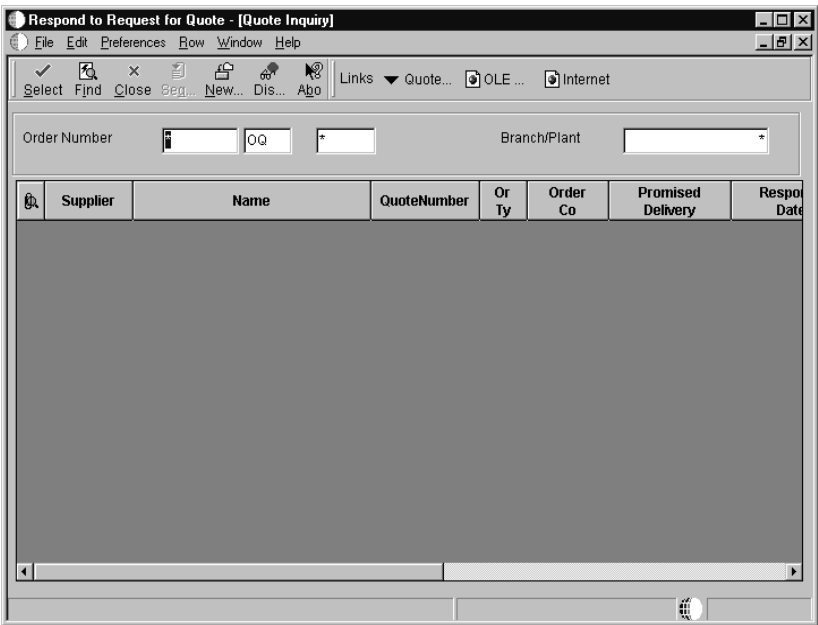 Respond to Request for Quote - [Quote Inquiry]
File Edit Preferences Row Window Help
Select Find Close Seq... New... Dis... Abo Links Quote... OLE ... Internet
Order Number * OQ * Branch/Plant *
Supplier Name QuoteNumber Or Ty Order Co Promised Delivery Respon Date